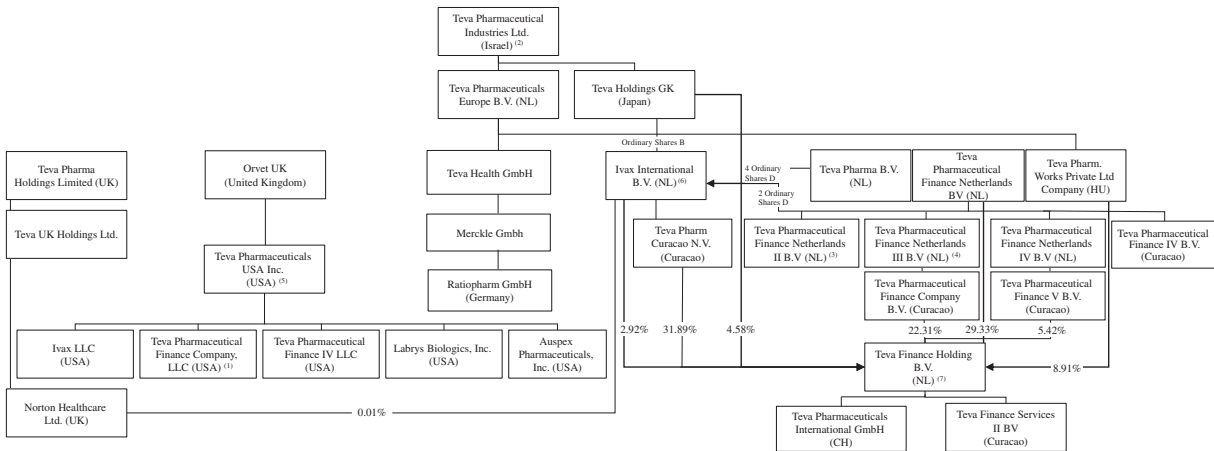 Teva Pharmaceutical
Industries Ltd.
(Israel) (2)
Teva Pharmaceuticals
Europe B.V. (NL)
Teva Holdings GK
(Japan)
Ordinary Shares B
Teva Pharma
Holdings Limited (UK)
Orvet UK
(United Kingdom)
Teva Health GmbH
Ivax International
B.V. (NL) (6)
4 Ordinary
Shares D
2 Ordinary
Shares D
Teva Pharma B.V.
(NL)
Teva
Pharmaceutical
Finance Netherlands
BV (NL)
Teva Pharm.
Works Private Ltd
Company (HU)
Teva UK Holdings Ltd.
Teva Pharmaceuticals
USA Inc.
(USA) (5)
Merckle Gmbh
Teva Pharm
Curacao N.V.
(Curacao)
Teva Pharmaceutical
Finance Netherlands
II B.V (NL) (3)
Teva Pharmaceutical
Finance Netherlands
III B.V (NL) (4)
Teva Pharmaceutical
Finance Netherlands
IV B.V (NL)
Teva Pharmaceutical
Finance IV B.V.
(Curacao)
Ratiopharm GmbH
(Germany)
Teva Pharmaceutical
Finance Company
B.V. (Curacao)
Teva Pharmaceutical
Finance V B.V.
(Curacao)
2.92%
31.89%
4.58%
22.31%
29.33%
5.42%
Ivax LLC
(USA)
Teva Pharmaceutical
Finance Company,
LLC (USA) (1)
Teva Pharmaceutical
Finance IV LLC
(USA)
Labrys Biologics, Inc.
(USA)
Auspex
Pharmaceuticals,
Inc. (USA)
Teva Finance Holding
B.V.
(NL) (7)
8.91%
Norton Healthcare
Ltd. (UK)
0.01%
Teva Pharmaceuticals
International GmbH
(CH)
Teva Finance Services
II BV
(Curacao)